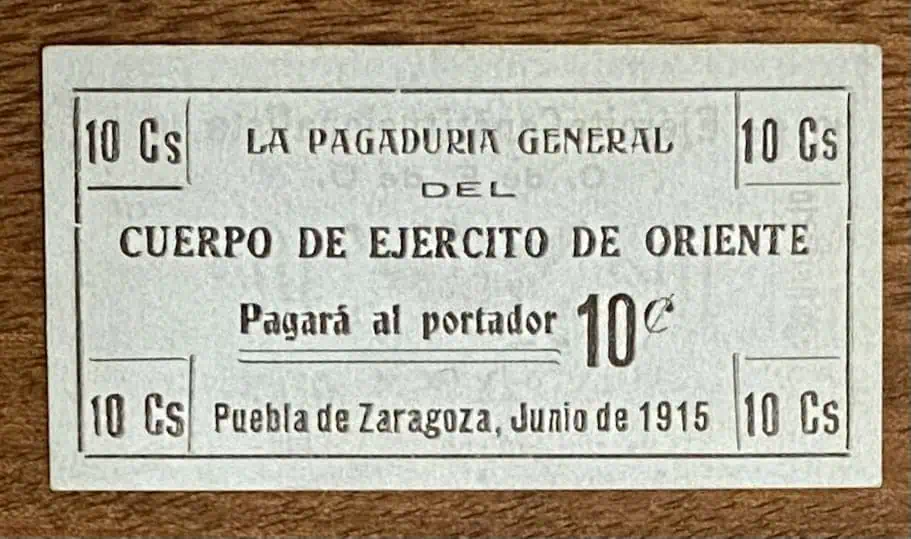 10 Cs
LA PAGADURIA GENERAL
10 Cs
DEL
CUERPO DE EJERCITO DE ORIENTE
Pagará al portador 10¢
10 Cs
Puebla de Zaragoza, Junio de 1915
10 Cs